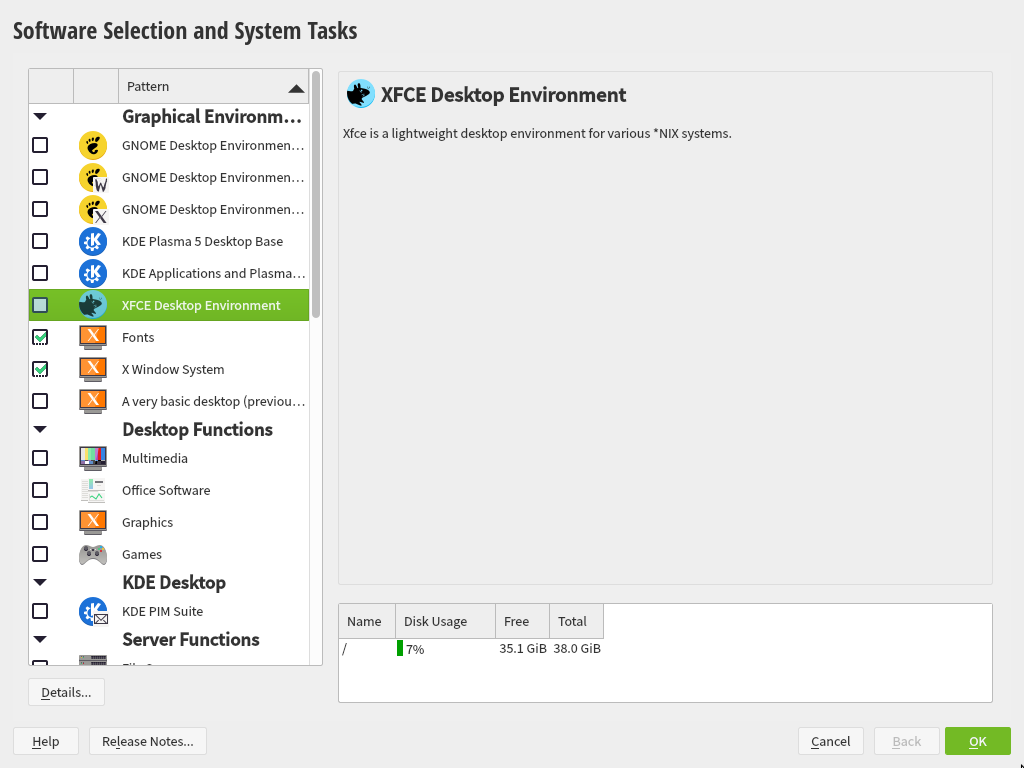 Software Selection and System Tasks
Pattern
Graphical Environm...
GNOME Desktop Environmen...
GNOME Desktop Environmen...
GNOME Desktop Environmen...
KDE Plasma 5 Desktop Base
KDE Applications and Plasma...
XFCE Desktop Environment
Fonts
X Window System
A very basic desktop (previou...
Desktop Functions
Multimedia
Office Software
Graphics
Games
KDE Desktop
KDE PIM Suite
Server Functions
Details...
XFCE Desktop Environment
Xfce is a lightweight desktop environment for various *NIX systems.
Name Disk Usage Free Total
/ 7% 35.1 GiB 38.0 GiB
Help Release Notes... Cancel Back OK